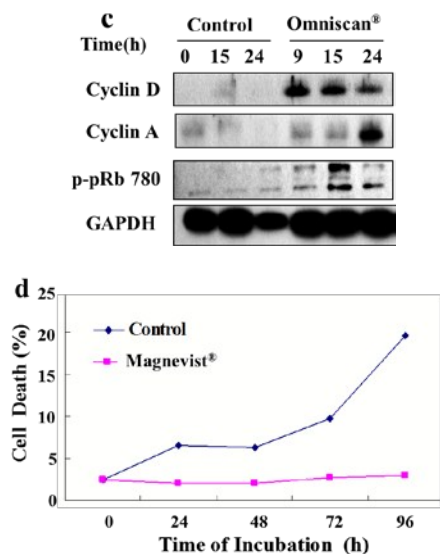 c
Control Omniscan®
Time(h) 0 15 24 9 15 24
Cyclin D
Cyclin A
p-pRb 780
GAPDH
d
25
20
15
10
5
0
Cell Death (%)
Control
Magnevist®
0 24 48 72 96
Time of Incubation (h)